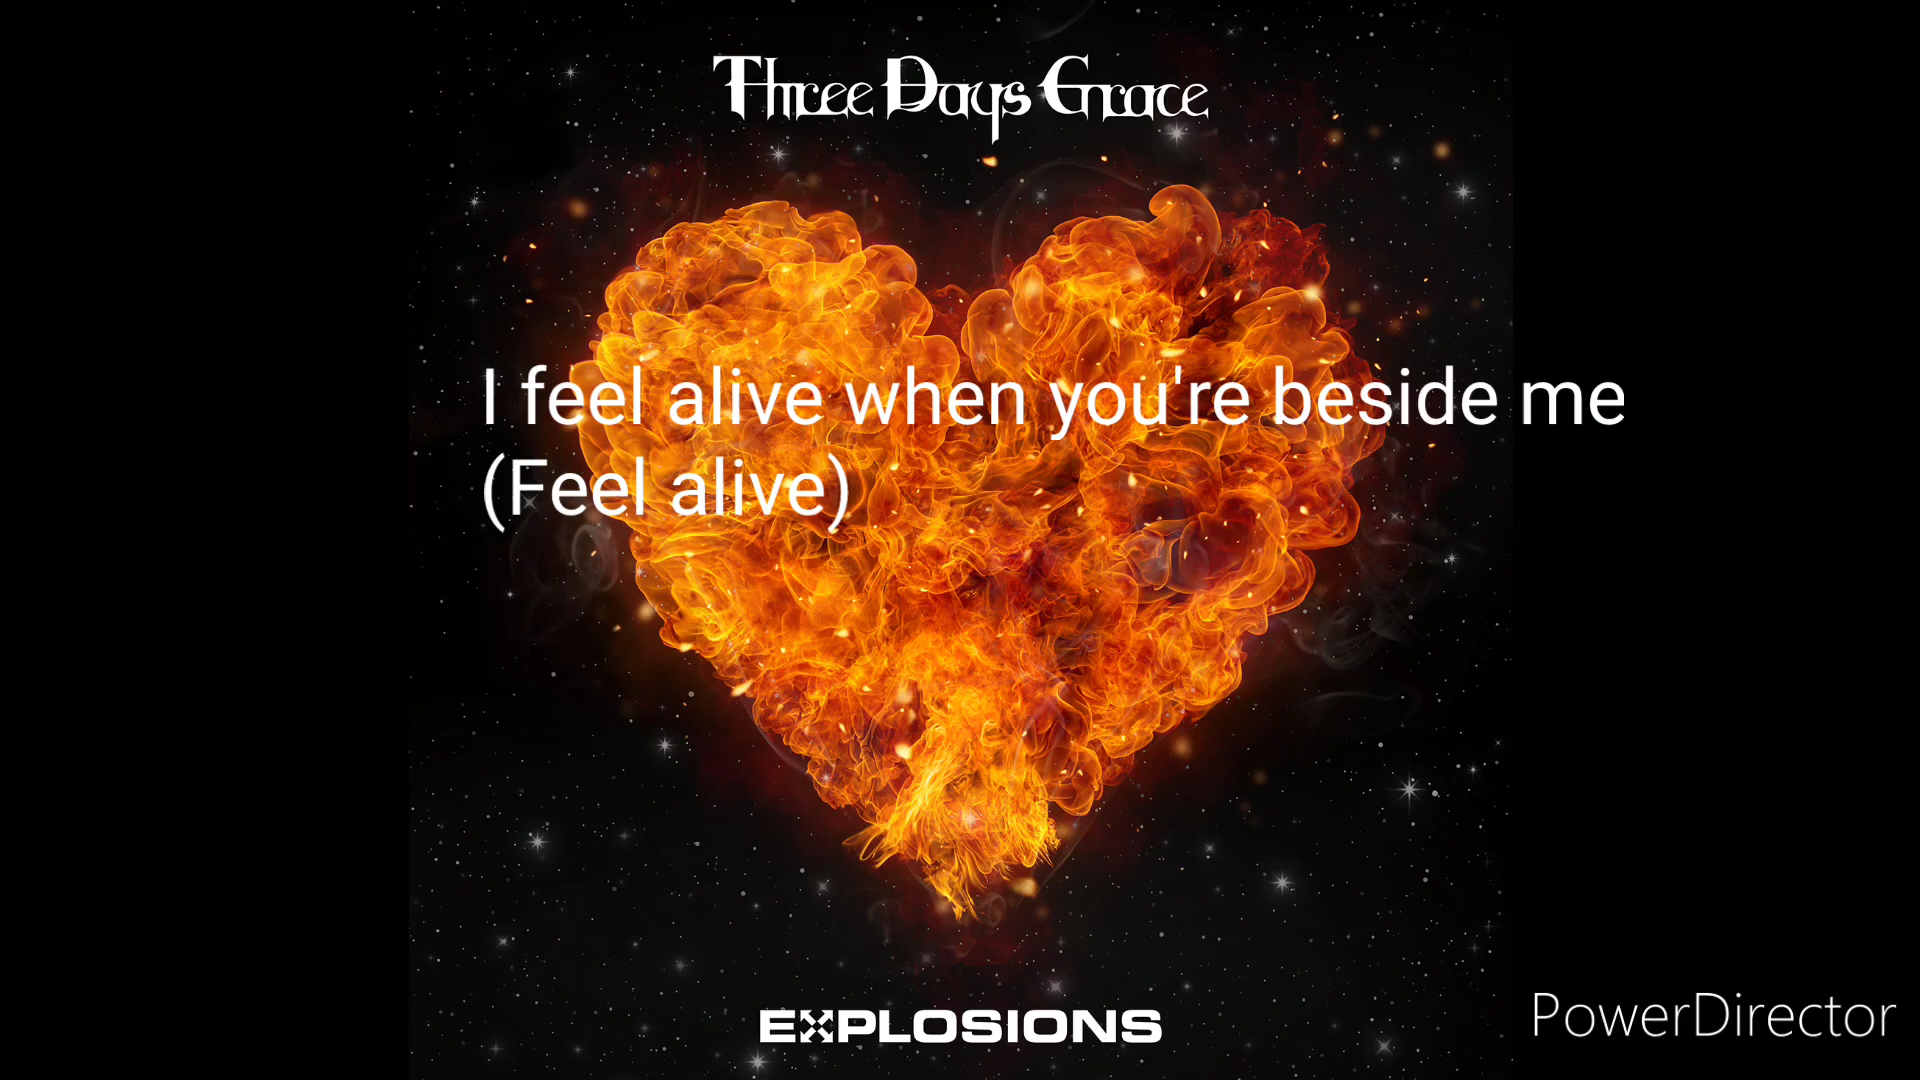 Three Days Grace
I feel alive when you're beside me
(Feel alive)
EXPLOSIONS
PowerDirector